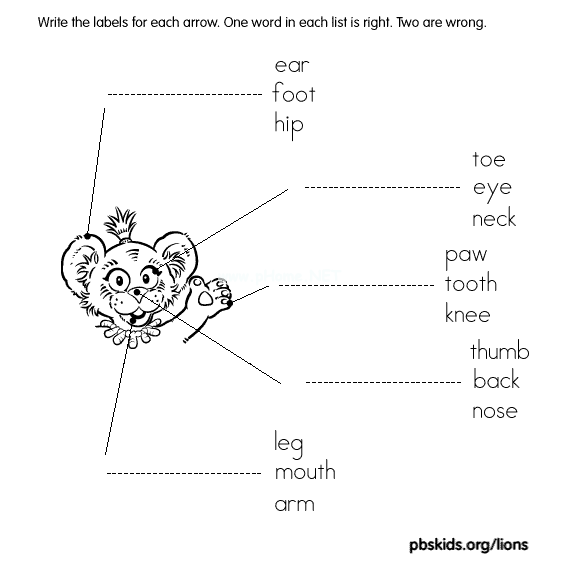 Write the labels for each arrow. One word in each list is right. Two are wrong.
ear
foot
hip
toe
eye
neck
paw
tooth
knee
thumb
back
nose
leg
mouth
arm
pbskids.org/lions